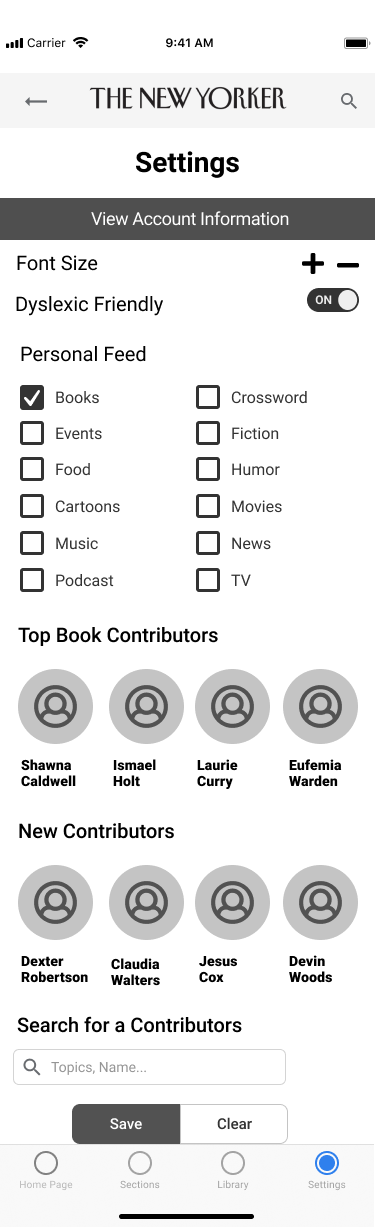 Carrier 9:41 AM
THE NEW YORKER
Settings
View Account Information
Font Size
Dyslexic Friendly ON
Personal Feed
Books Crossword
Events Fiction
Food Humor
Cartoons Movies
Music News
Podcast TV
Top Book Contributors
Shawna Caldwell
Ismael Holt
Laurie Curry
Eufemia Warden
New Contributors
Dexter Robertson
Claudia Walters
Jesus Cox
Devin Woods
Search for a Contributors
Topics, Name...
Save Clear
Home Page Sections Library Settings